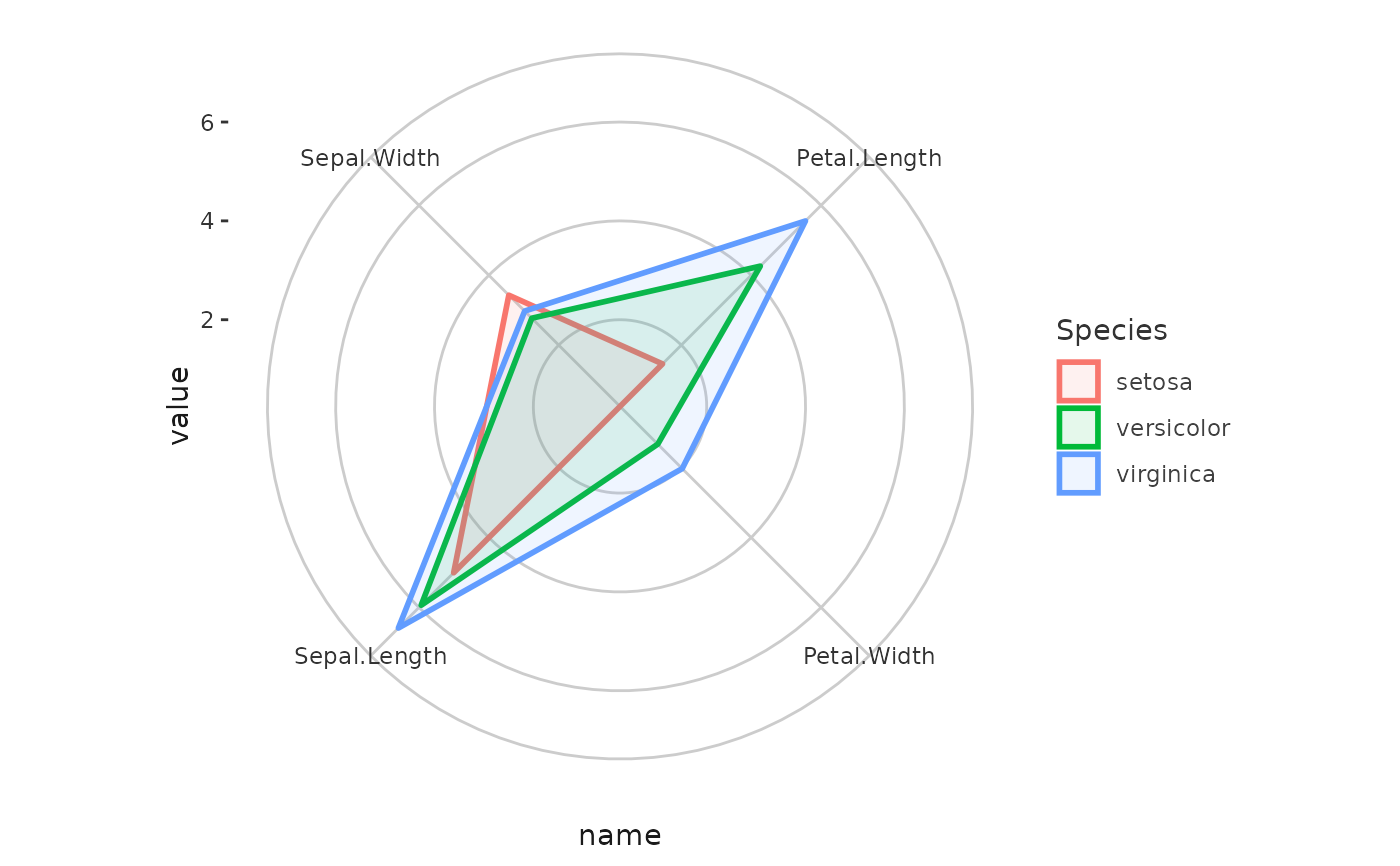 6
Sepal.Width
Petal.Length
4
2
value
Species
setosa
versicolor
virginica
Sepal.Length
Petal.Width
name